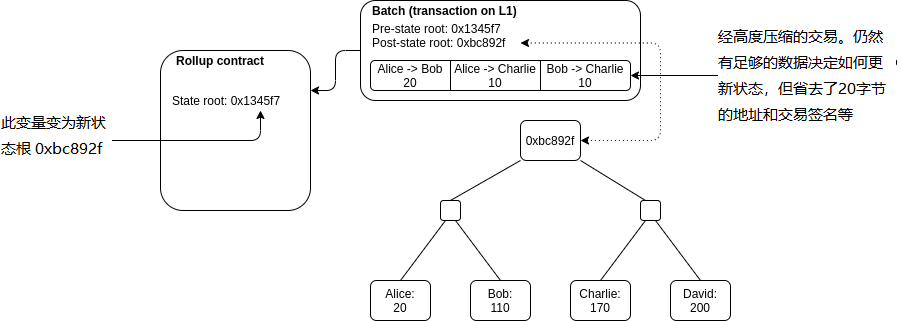 Batch (transaction on L1)
Pre-state root: 0x1345f7
Post-state root: 0xbc892f
Alice -> Bob
20
Alice -> Charlie
10
Bob -> Charlie
10
经高度压缩的交易。仍然
有足够的数据决定如何更
新状态，但省去了20字节
的地址和交易签名等
Rollup contract
State root: 0x1345f7
此变量变为新状
态根 0xbc892f
0xbc892f
Alice:
20
Bob:
110
Charlie:
170
David:
200